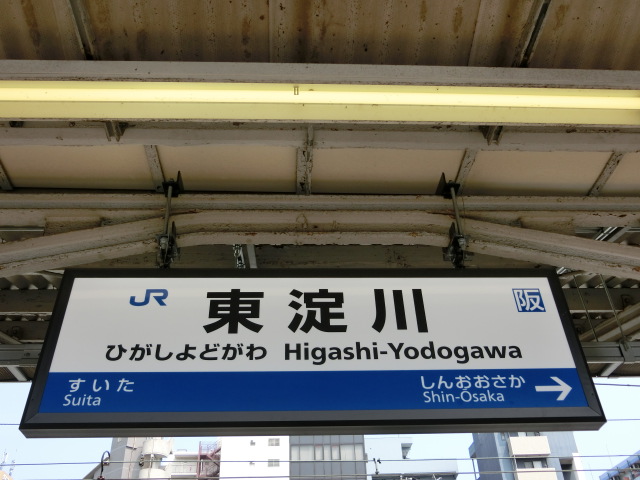 JR 東淀川 阪
ひがしよどがわ Higashi-Yodogawa
すいた しんおおさか
Suita Shin-Ōsaka